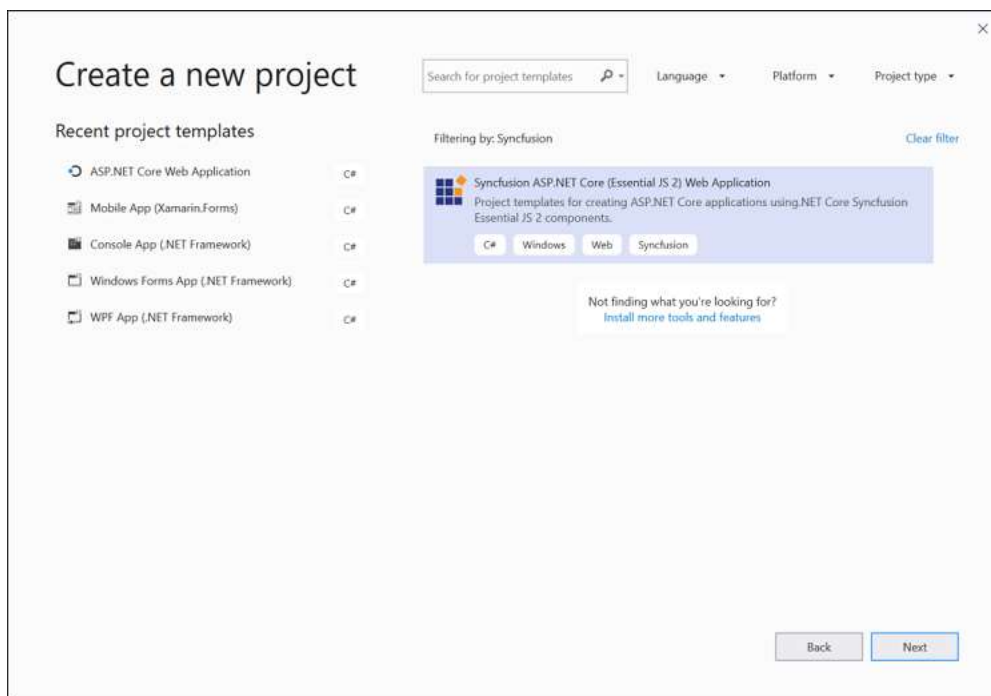 Create a new project
Search for project templates
Language
Platform
Project type
Recent project templates
ASP.NET Core Web Application C#
Mobile App (Xamarin.Forms) C#
Console App (.NET Framework) C#
Windows Forms App (.NET Framework) C#
WPF App (.NET Framework) C#
Filtering by: Syncfusion
Clear filter
Syncfusion ASP.NET Core (Essential JS 2) Web Application
Project templates for creating ASP.NET Core applications using.NET Core Syncfusion
Essential JS 2 components.
C# Windows Web Syncfusion
Not finding what you're looking for?
Install more tools and features
Back
Next